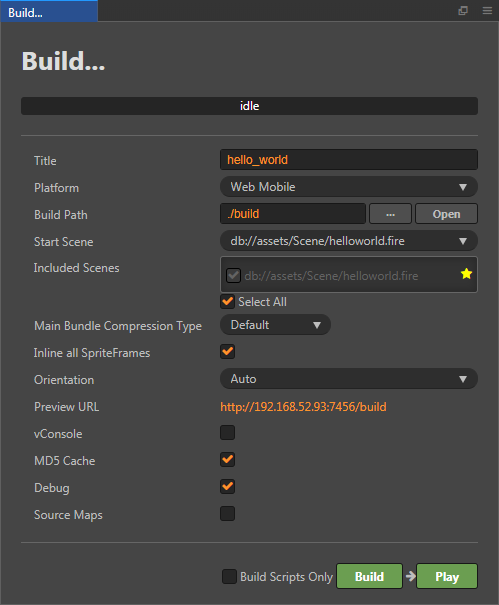 Build...
Build...
idle
Title hello_world
Platform Web Mobile
Build Path ./build ... Open
Start Scene db://assets/Scene/helloworld.fire
Included Scenes db://assets/Scene/helloworld.fire
Select All
Main Bundle Compression Type Default
Inline all SpriteFrames
Orientation Auto
Preview URL http://192.168.52.93:7456/build
vConsole
MD5 Cache
Debug
Source Maps
Build Scripts Only Build Play